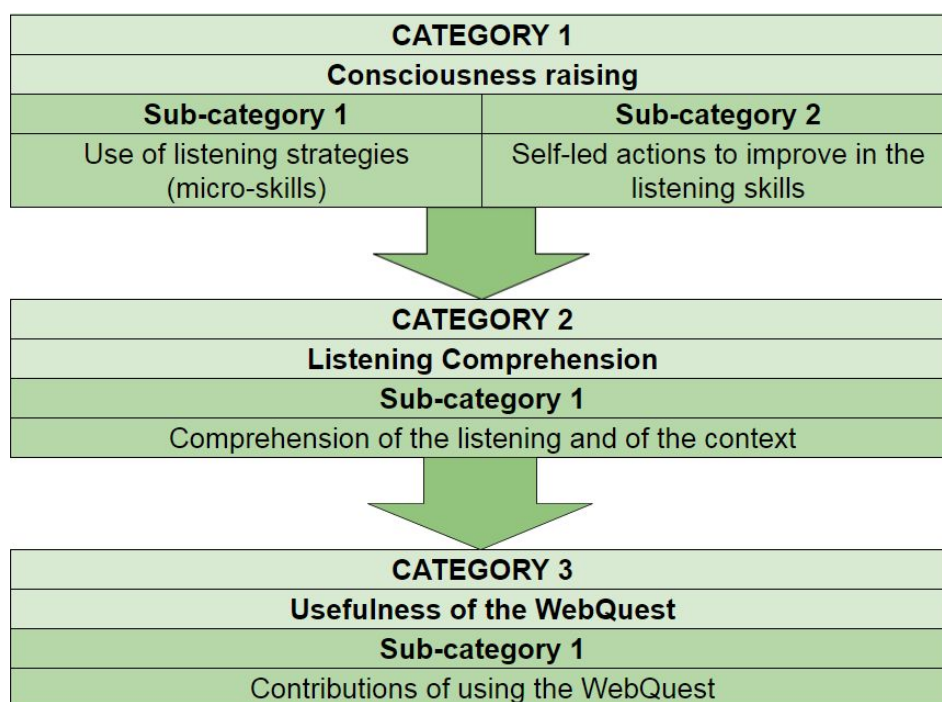 CATEGORY 1
Consciousness raising
Sub-category 1
Use of listening strategies
(micro-skills)
Sub-category 2
Self-led actions to improve in the
listening skills
CATEGORY 2
Listening Comprehension
Sub-category 1
Comprehension of the listening and of the context
CATEGORY 3
Usefulness of the WebQuest
Sub-category 1
Contributions of using the WebQuest